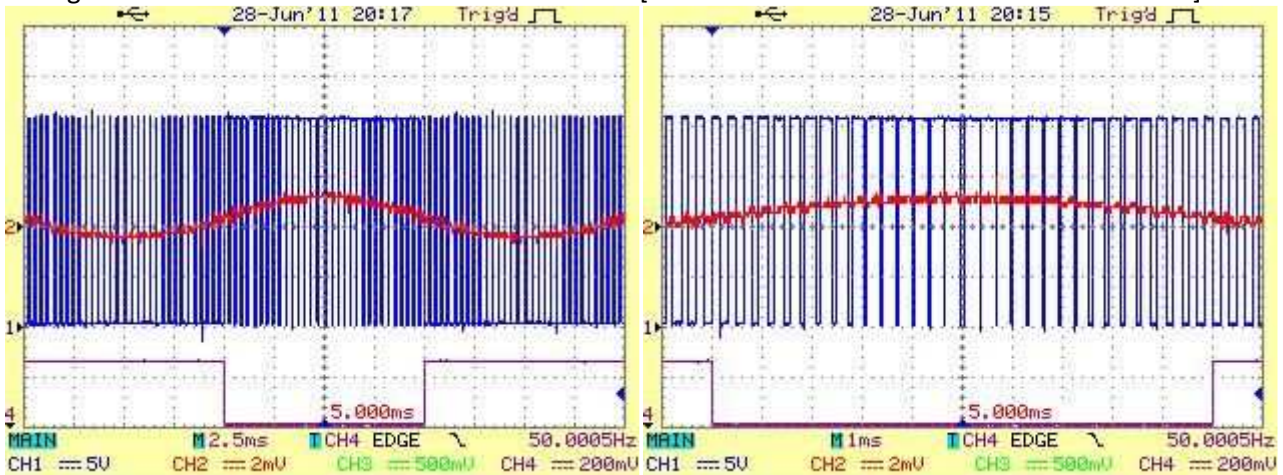 28-Jun'11 20:17 Trig'd
2
1
4
5.000ms
MAIN M 2.5ms T CH4 EDGE 50.0005Hz
CH1 5V CH2 2mV CH3 500mV CH4 200mV
28-Jun'11 20:15 Trig'd
2
1
4
5.000ms
MAIN M 1ms T CH4 EDGE 50.0005Hz
CH1 5V CH2 2mV CH3 500mV CH4 200mV